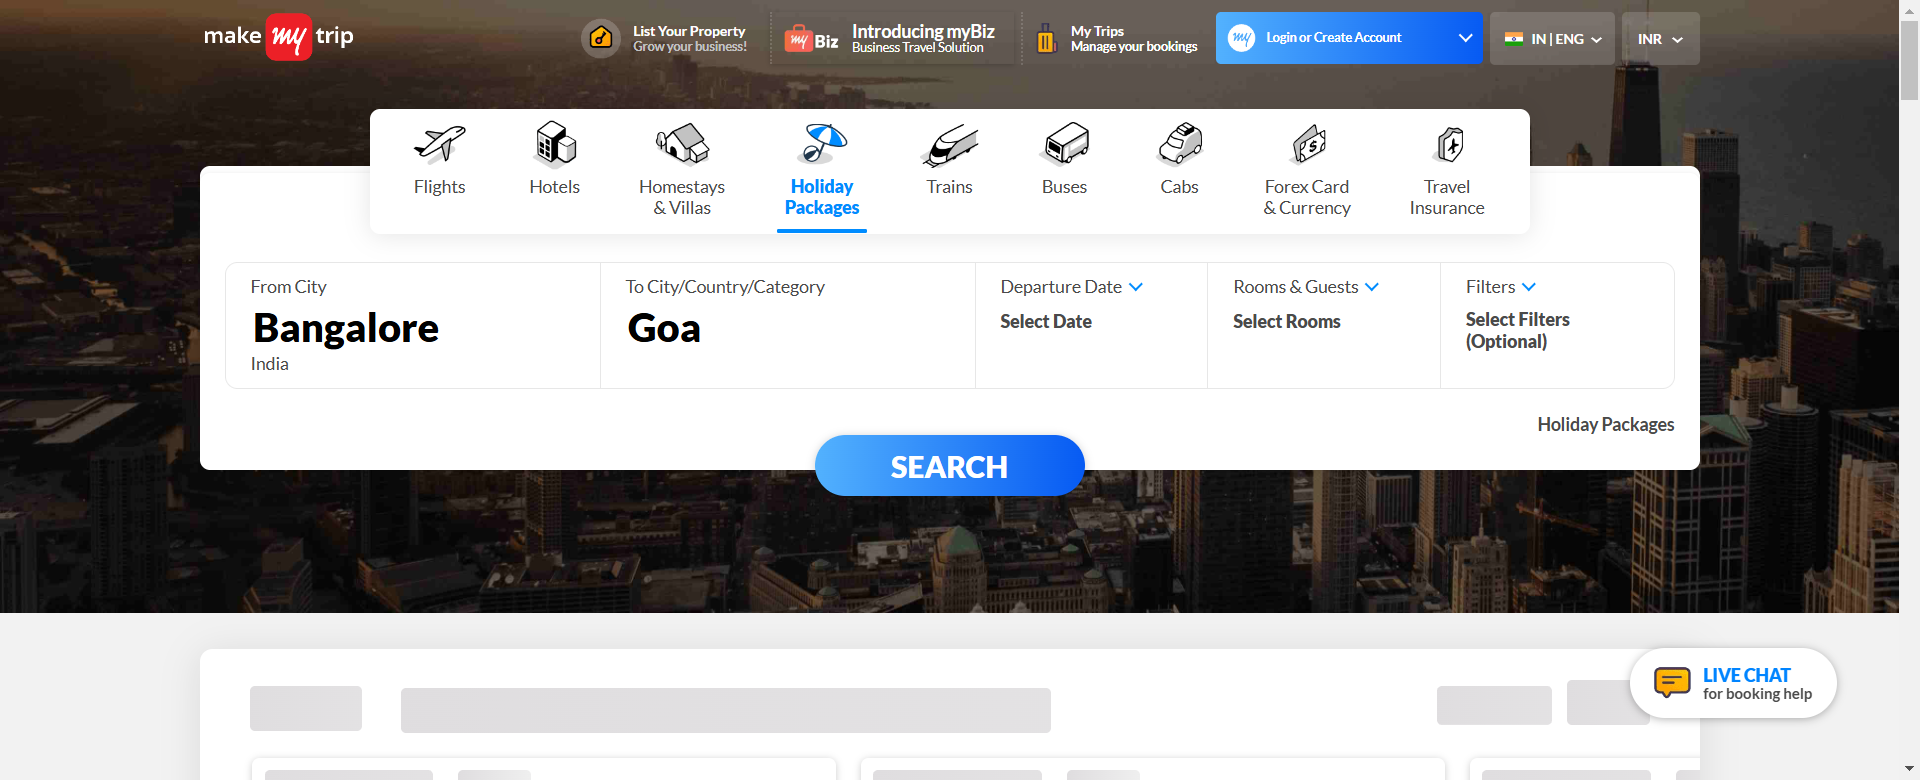 make my trip
List Your Property
Grow your business!
my Biz
Introducing myBiz
Business Travel Solution
My Trips
Manage your bookings
my
Login or Create Account
IN | ENG
INR
Flights
Hotels
Homestays
& Villas
Holiday
Packages
Trains
Buses
Cabs
Forex Card
& Currency
Travel
Insurance
From City
Bangalore
India
To City/Country/Category
Goa
Departure Date
Select Date
Rooms & Guests
Select Rooms
Filters
Select Filters
(Optional)
Holiday Packages
SEARCH
LIVE CHAT
for booking help